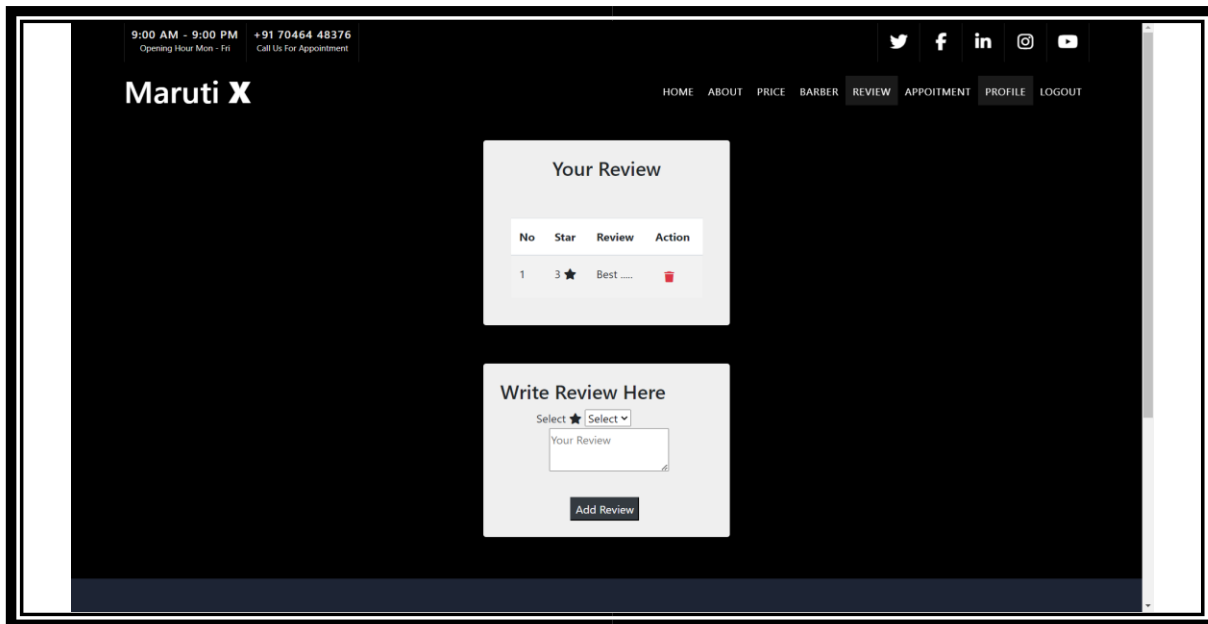 9:00 AM - 9:00 PM
Opening Hour Mon - Fri
+91 70464 48376
Call Us For Appointment
Maruti X
HOME ABOUT PRICE BARBER REVIEW APPOITMENT PROFILE LOGOUT
Your Review
No Star Review Action
1 3 Best .....
Write Review Here
Select Select
Your Review
Add Review